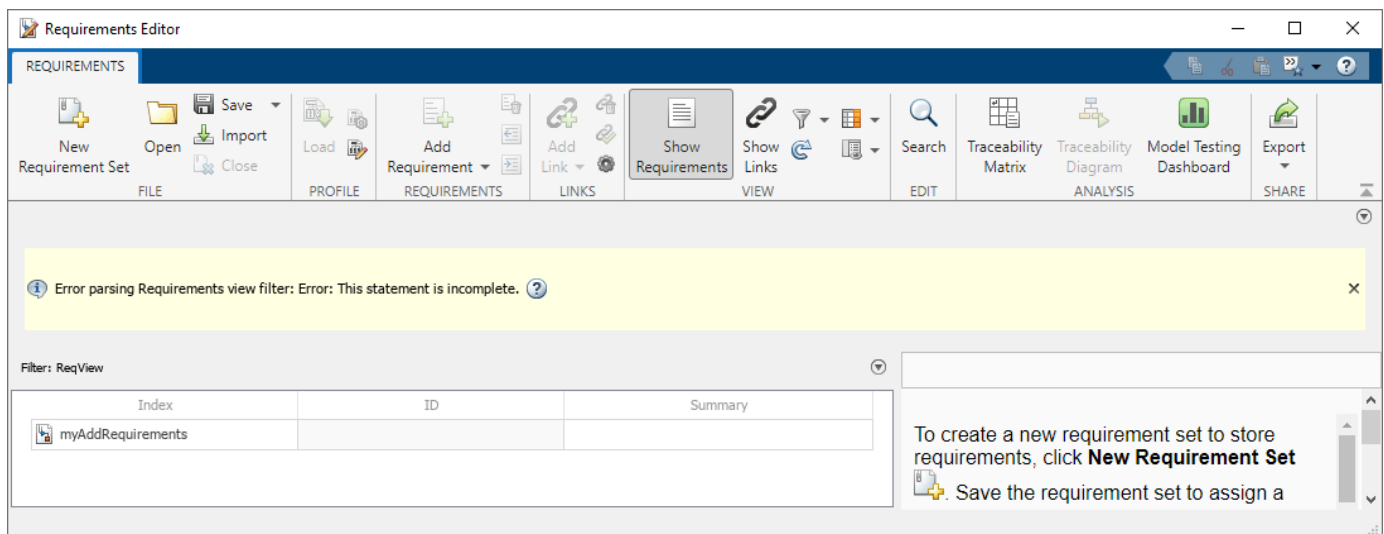 Requirements Editor
REQUIREMENTS
New
Requirement Set
Open
Save
Import
Close
FILE
Load
PROFILE
Add
Requirement
REQUIREMENTS
Add
Link
LINKS
Show
Requirements
Show
Links
VIEW
Search
EDIT
Traceability
Matrix
Traceability
Diagram
Model Testing
Dashboard
ANALYSIS
Export
SHARE
Error parsing Requirements view filter: Error: This statement is incomplete.
Filter: ReqView
Index ID Summary
myAddRequirements
To create a new requirement set to store
requirements, click New Requirement Set
. Save the requirement set to assign a